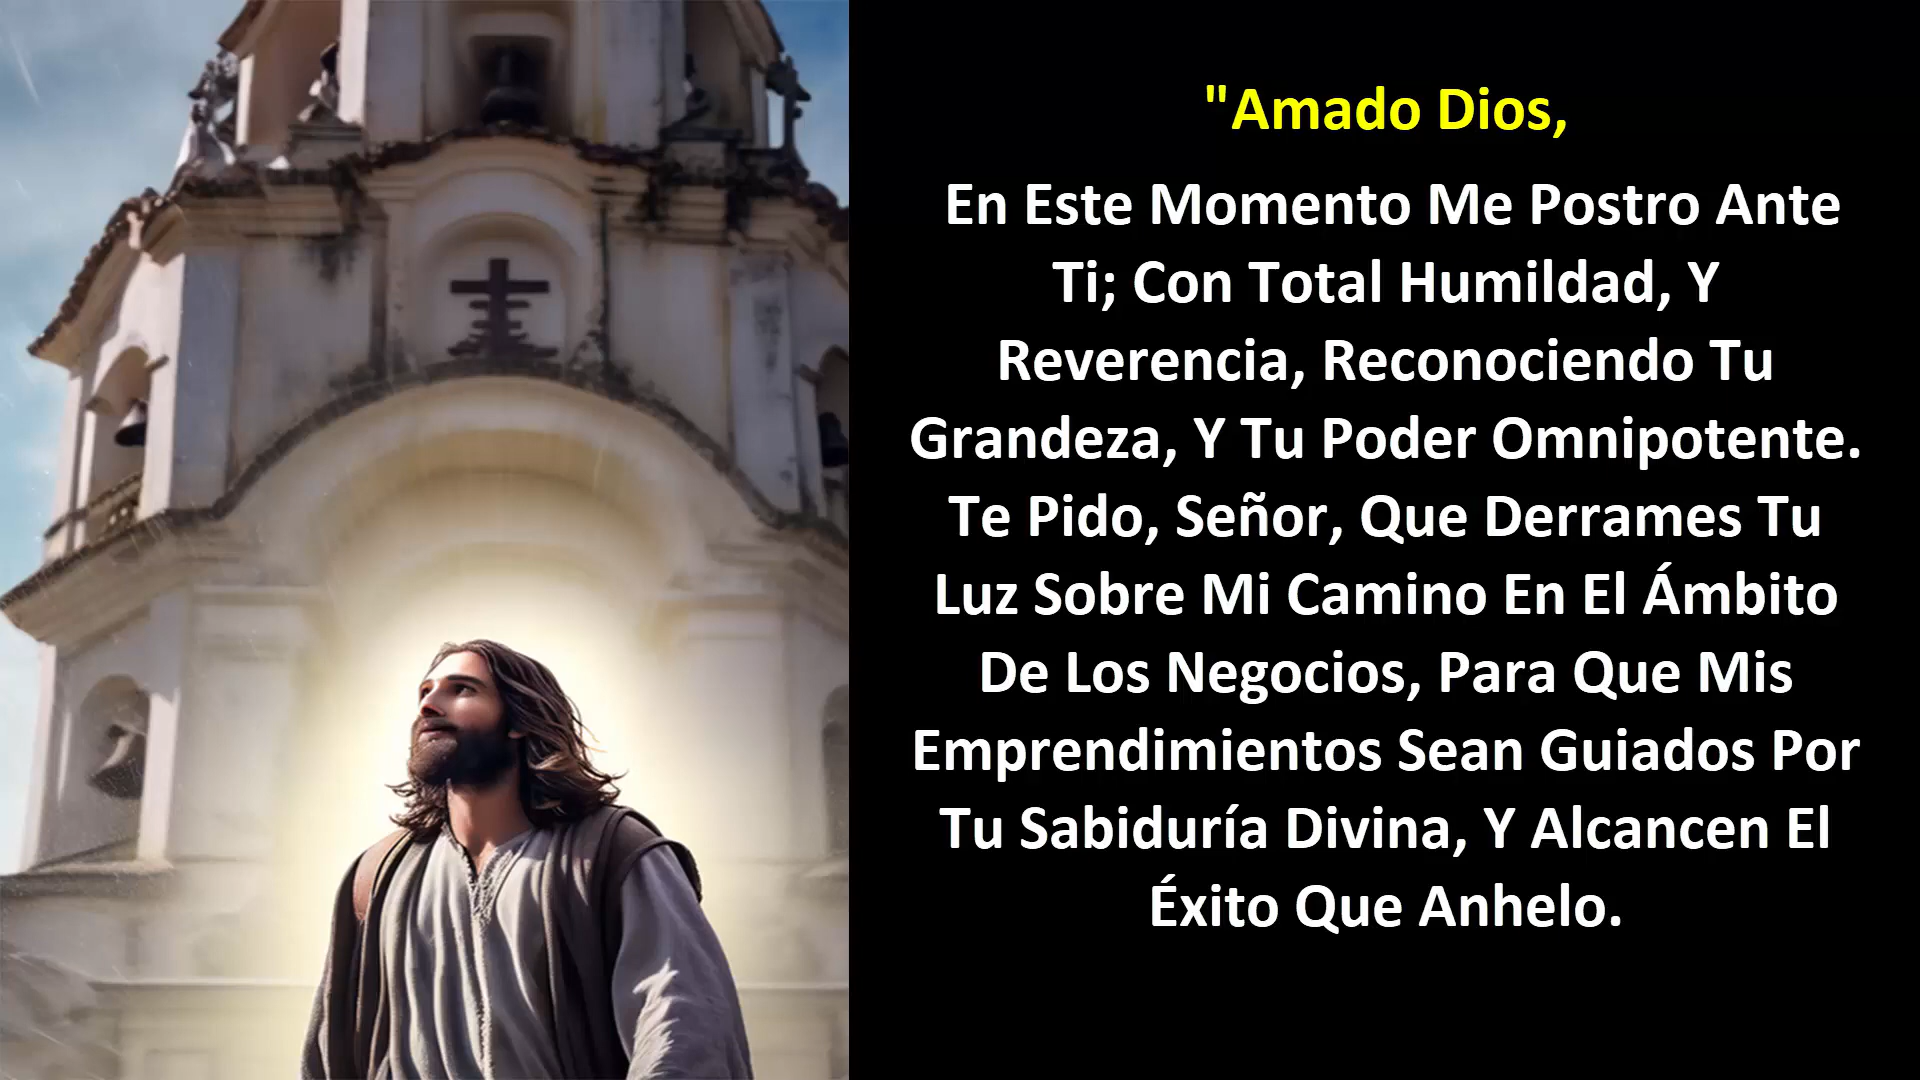 "Amado Dios,
En Este Momento Me Postro Ante
Ti; Con Total Humildad, Y
Reverencia, Reconociendo Tu
Grandeza, Y Tu Poder Omnipotente.
Te Pido, Señor, Que Derrames Tu
Luz Sobre Mi Camino En El Ámbito
De Los Negocios, Para Que Mis
Emprendimientos Sean Guiados Por
Tu Sabiduría Divina, Y Alcancen El
Éxito Que Anhelo.